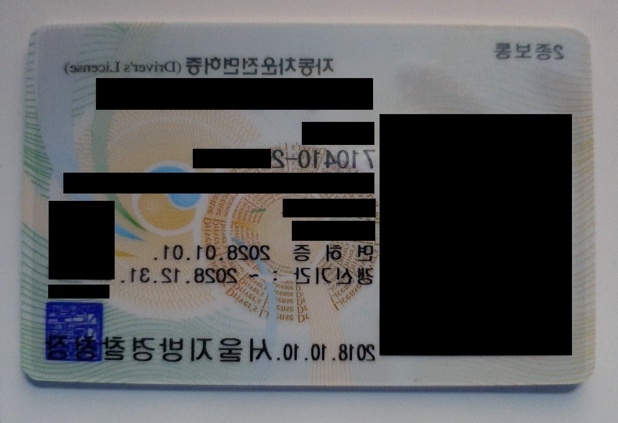 2종보통
자동차운전면허증 (Driver's License)
710410-2
면 허 증 2028.01.01.
갱신기간 : ~ 2028.12.31.
2018.10.10. 서울지방경찰청장